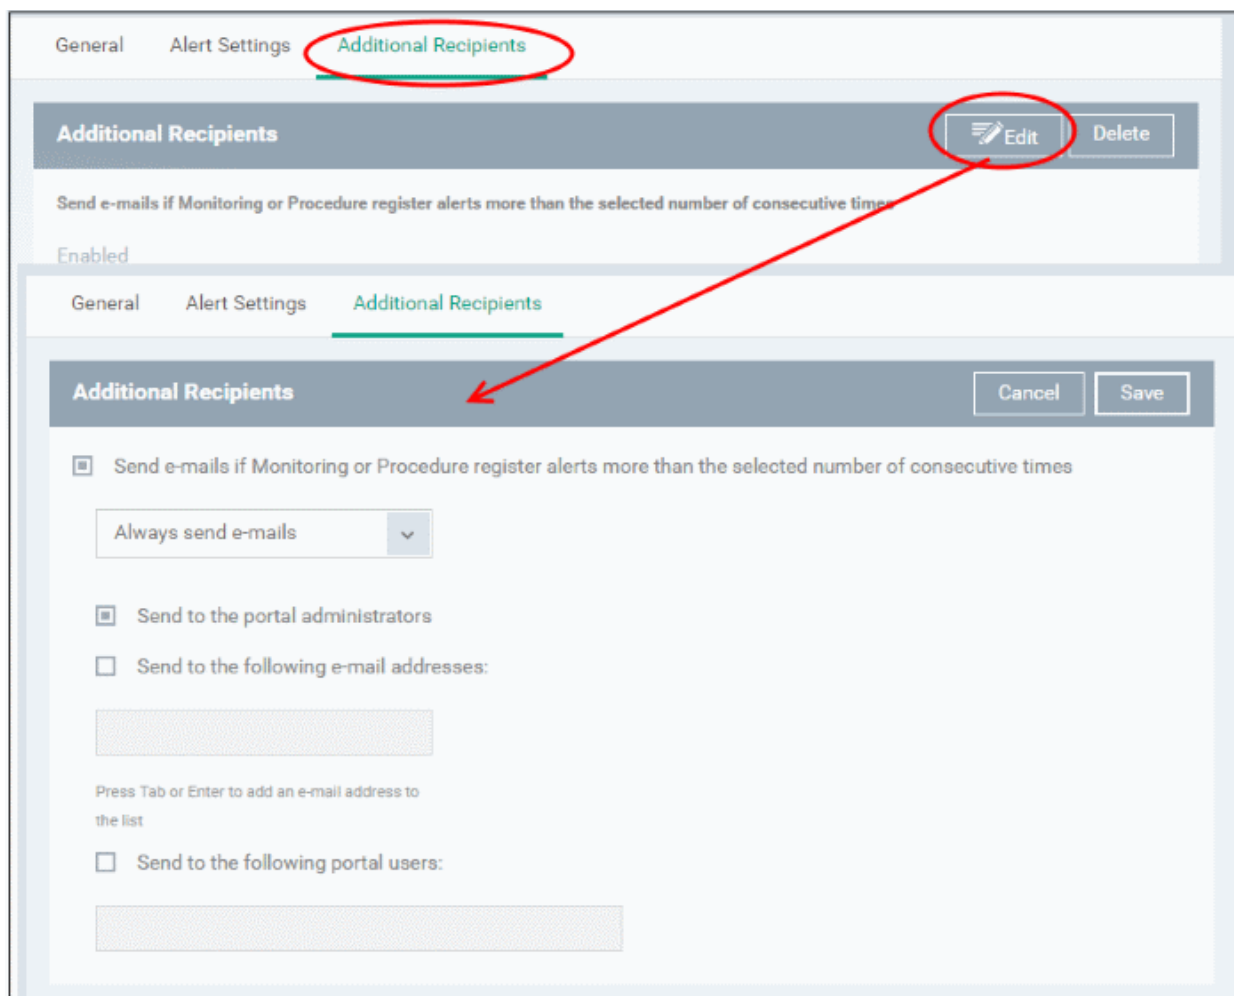 General Alert Settings Additional Recipients
Additional Recipients Edit Delete
Send e-mails if Monitoring or Procedure register alerts more than the selected number of consecutive times
Enabled
General Alert Settings Additional Recipients
Additional Recipients Cancel Save
Send e-mails if Monitoring or Procedure register alerts more than the selected number of consecutive times
Always send e-mails
Send to the portal administrators
Send to the following e-mail addresses:
Press Tab or Enter to add an e-mail address to
the list
Send to the following portal users: